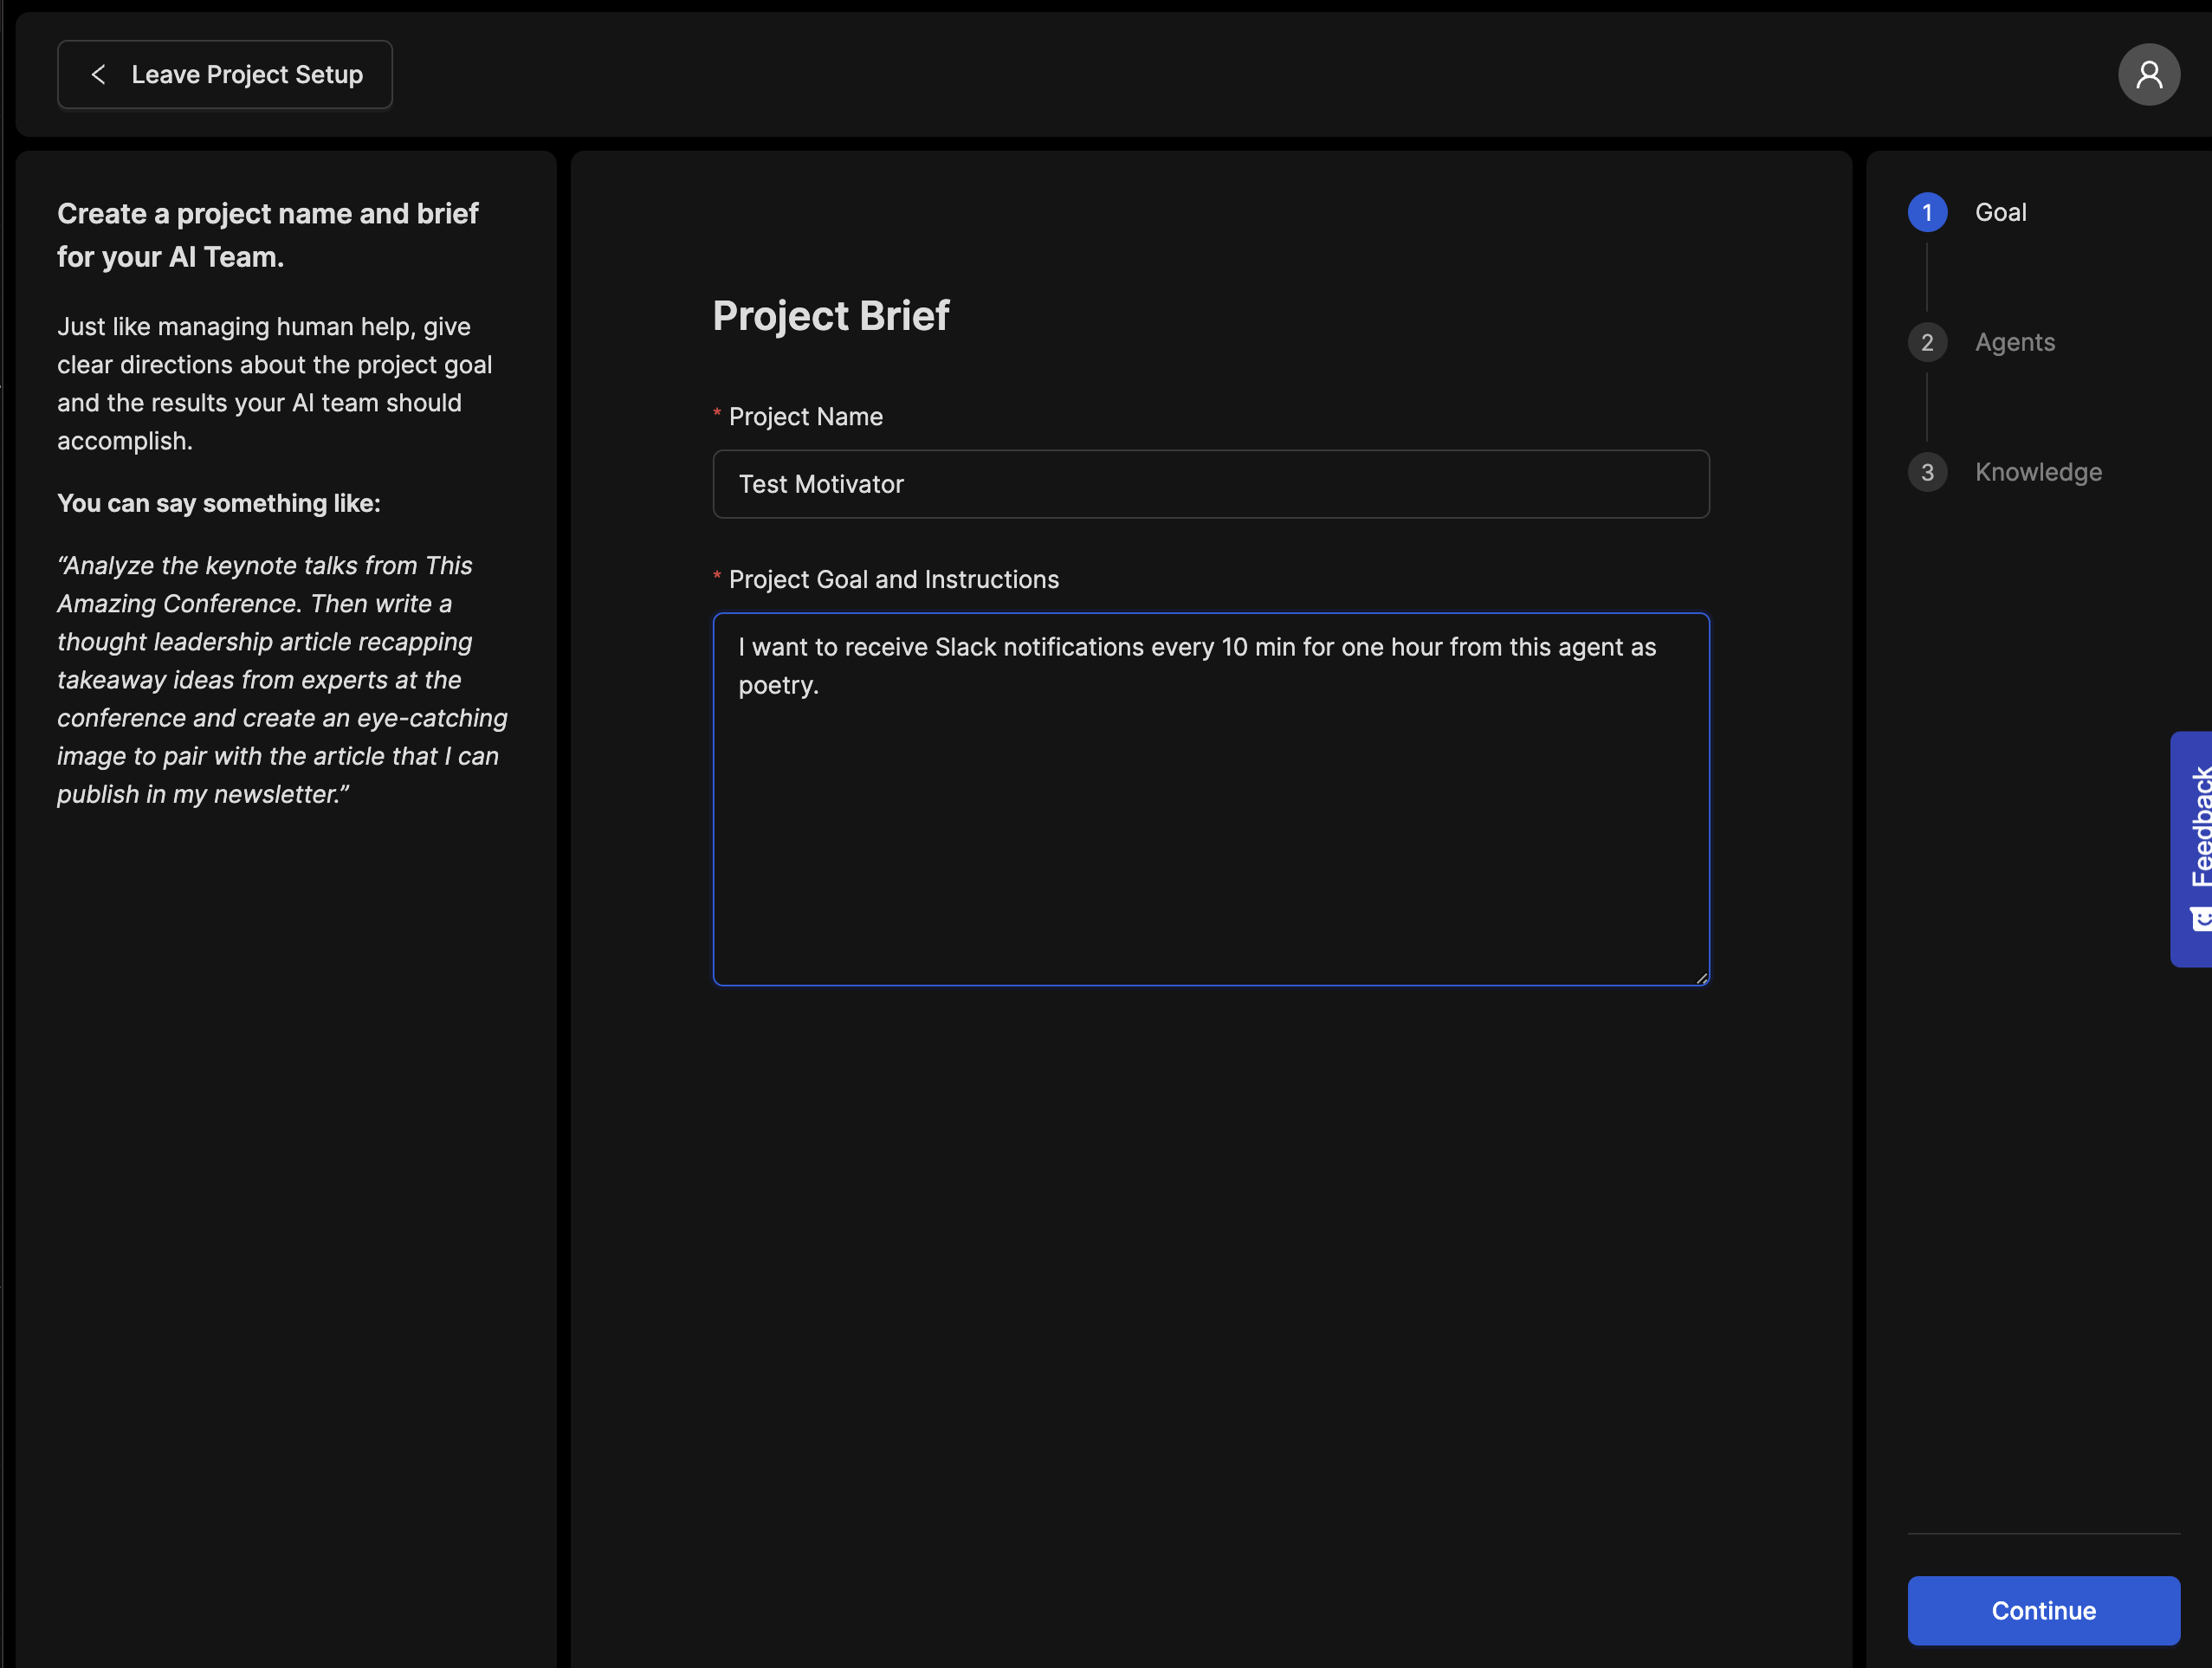 Leave Project Setup
Create a project name and brief
for your AI Team.
Just like managing human help, give
clear directions about the project goal
and the results your AI team should
accomplish.
You can say something like:
“Analyze the keynote talks from This
Amazing Conference. Then write a
thought leadership article recapping
takeaway ideas from experts at the
conference and create an eye-catching
image to pair with the article that I can
publish in my newsletter.”
Project Brief
* Project Name
Test Motivator
* Project Goal and Instructions
I want to receive Slack notifications every 10 min for one hour from this agent as
poetry.
1 Goal
2 Agents
3 Knowledge
Feedback
Continue